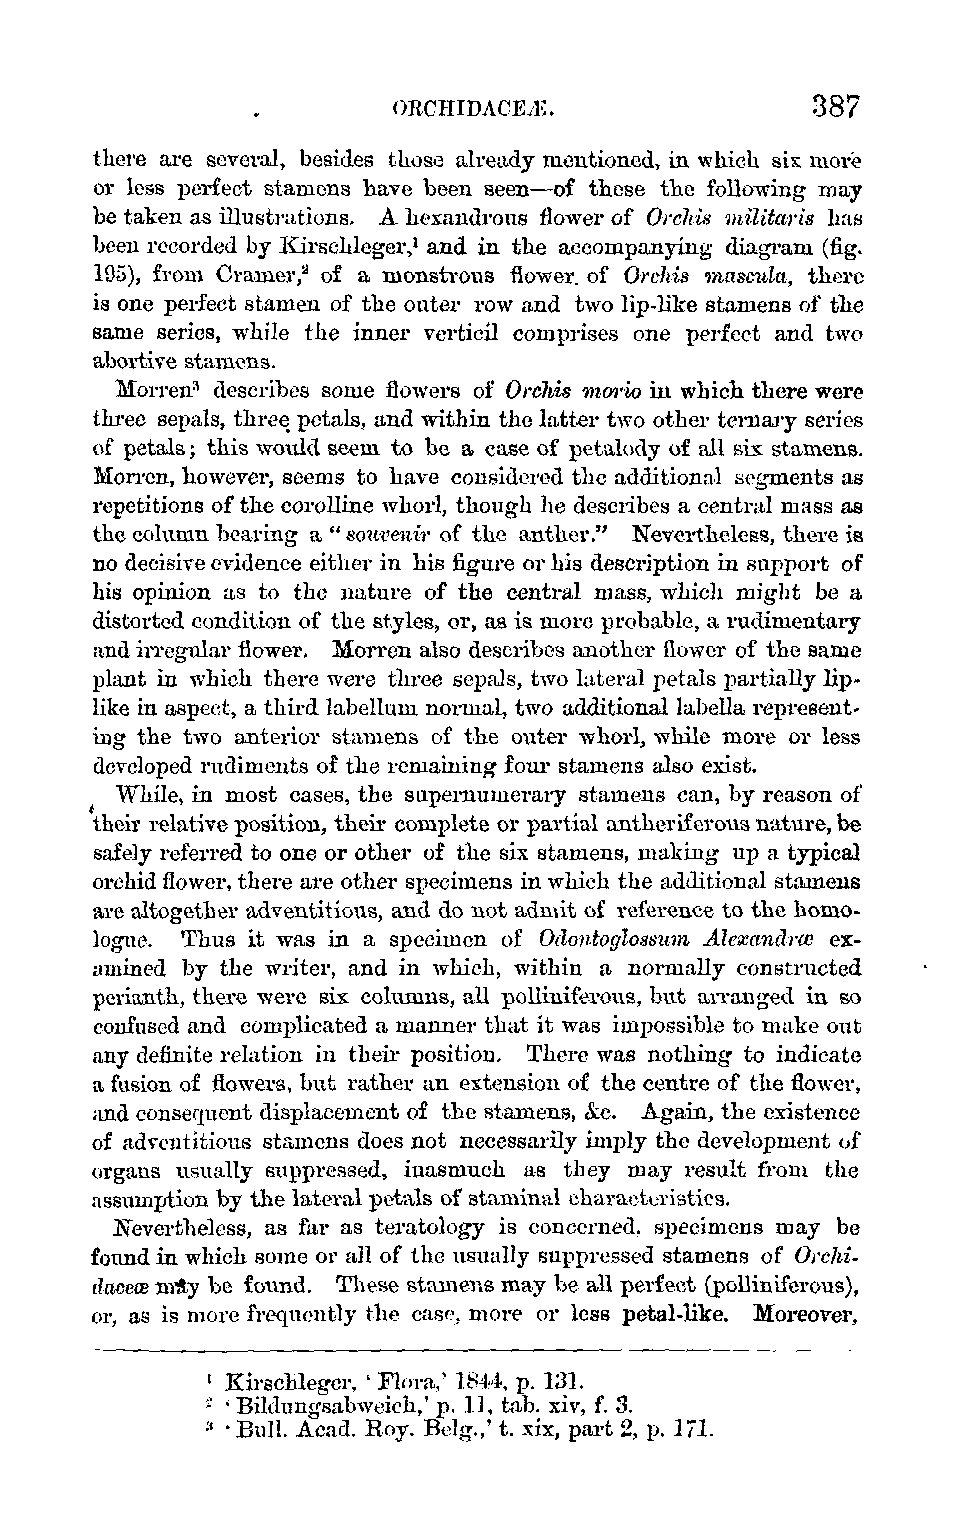 ORCHIDACEÆ. 387
there are several, besides those already mentioned, in which six more
or less perfect stamens have been seen—of these the following may
be taken as illustrations. A hexandrous flower of Orchis militaris has
been recorded by Kirschleger,¹ and in the accompanying diagram (fig.
195), from Cramer,² of a monstrous flower. of Orchis mascula, there
is one perfect stamen of the outer row and two lip-like stamens of the
same series, while the inner verticil comprises one perfect and two
abortive stamens.
Morren³ describes some flowers of Orchis morio in which there were
three sepals, three petals, and within the latter two other ternary series
of petals; this would seem to be a case of petalody of all six stamens.
Morren, however, seems to have considered the additional segments as
repetitions of the corolline whorl, though he describes a central mass as
the column bearing a "souvenir of the anther." Nevertheless, there is
no decisive evidence either in his figure or his description in support of
his opinion as to the nature of the central mass, which might be a
distorted condition of the styles, or, as is more probable, a rudimentary
and irregular flower. Morren also describes another flower of the same
plant in which there were three sepals, two lateral petals partially lip-
like in aspect, a third labellum normal, two additional labella represent-
ing the two anterior stamens of the outer whorl, while more or less
developed rudiments of the remaining four stamens also exist.
While, in most cases, the supernumerary stamens can, by reason of
their relative position, their complete or partial antheriferous nature, be
safely referred to one or other of the six stamens, making up a typical
orchid flower, there are other specimens in which the additional stamens
are altogether adventitious, and do not admit of reference to the homo-
logue. Thus it was in a specimen of Odontoglossum Alexandræ ex-
amined by the writer, and in which, within a normally constructed
perianth, there were six columns, all polliniferous, but arranged in so
confused and complicated a manner that it was impossible to make out
any definite relation in their position. There was nothing to indicate
a fusion of flowers, but rather an extension of the centre of the flower,
and consequent displacement of the stamens, &c. Again, the existence
of adventitious stamens does not necessarily imply the development of
organs usually suppressed, inasmuch as they may result from the
assumption by the lateral petals of staminal characteristics.
Nevertheless, as far as teratology is concerned, specimens may be
found in which some or all of the usually suppressed stamens of Orchi-
daceæ may be found. These stamens may be all perfect (polliniferous),
or, as is more frequently the case, more or less petal-like. Moreover,
¹ Kirschleger, 'Flora,' 1844, p. 131.
² 'Bildungsabweich,' p. 11, tab. xiv, f. 3.
³ 'Bull. Acad. Roy. Belg.,' t. xix, part 2, p. 171.